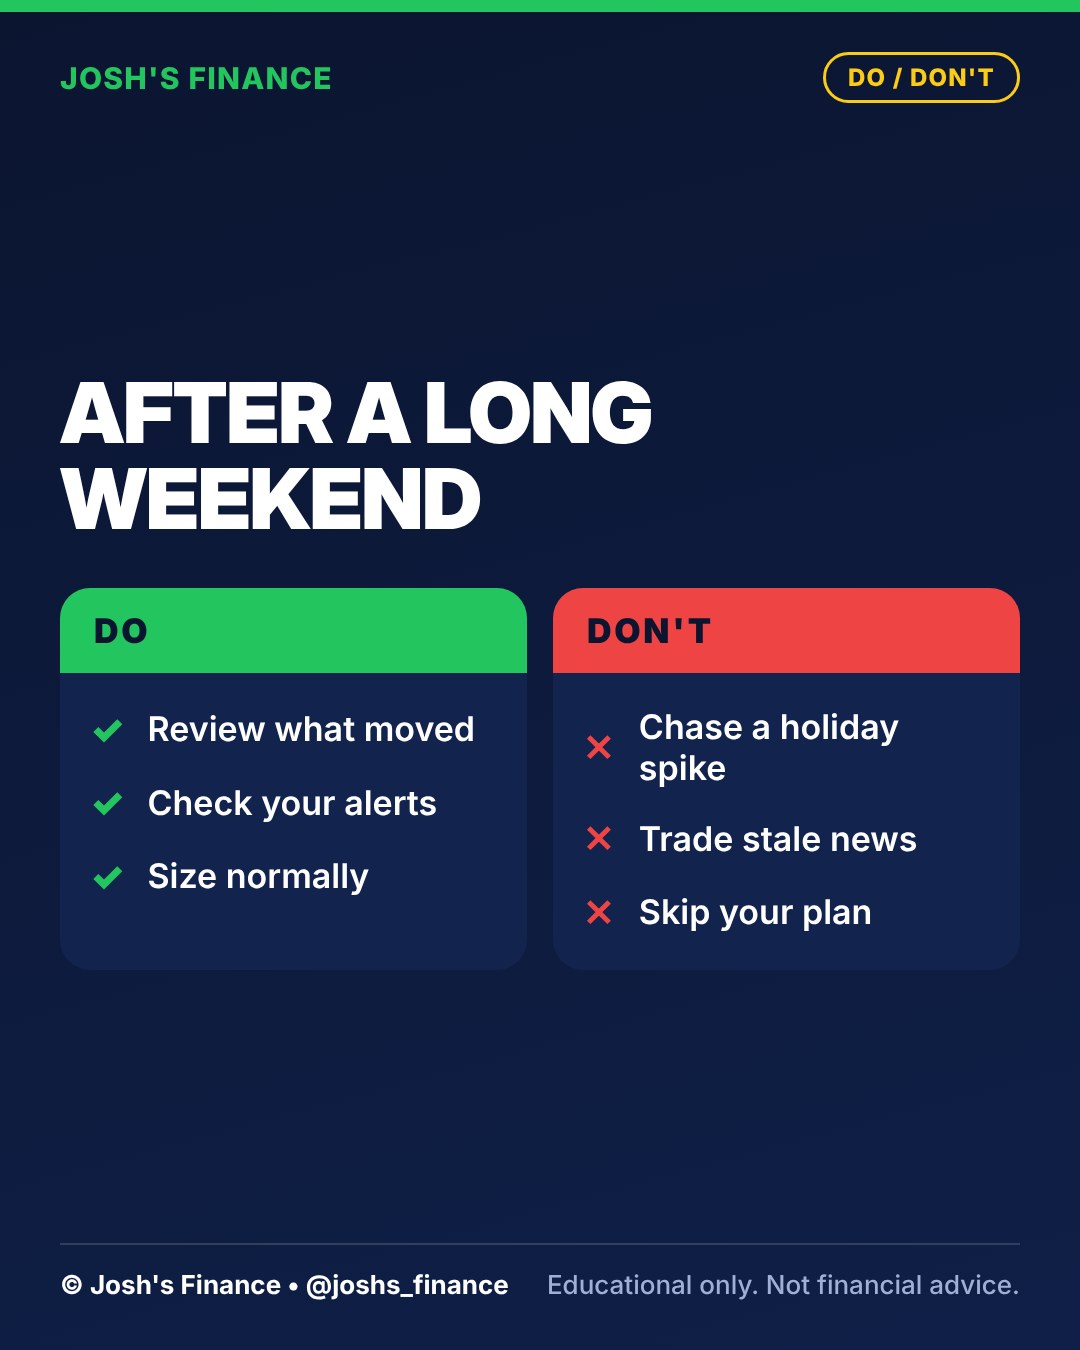 JOSH'S FINANCE
DO / DON'T
AFTER A LONG
WEEKEND
DO
Review what moved
Check your alerts
Size normally
DON'T
Chase a holiday
spike
Trade stale news
Skip your plan
© Josh's Finance • @joshs_finance
Educational only. Not financial advice.